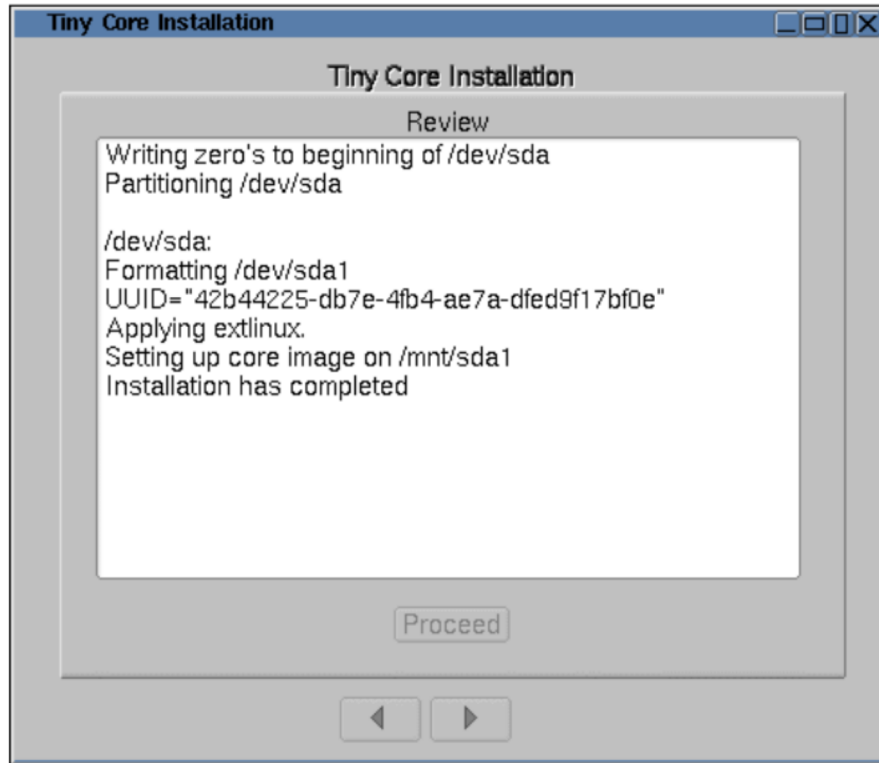 Tiny Core Installation
Tiny Core Installation
Review
Writing zero's to beginning of /dev/sda
Partitioning /dev/sda
/dev/sda:
Formatting /dev/sda1
UUID="42b44225-db7e-4fb4-ae7a-dfed9f17bf0e"
Applying extlinux.
Setting up core image on /mnt/sda1
Installation has completed
Proceed